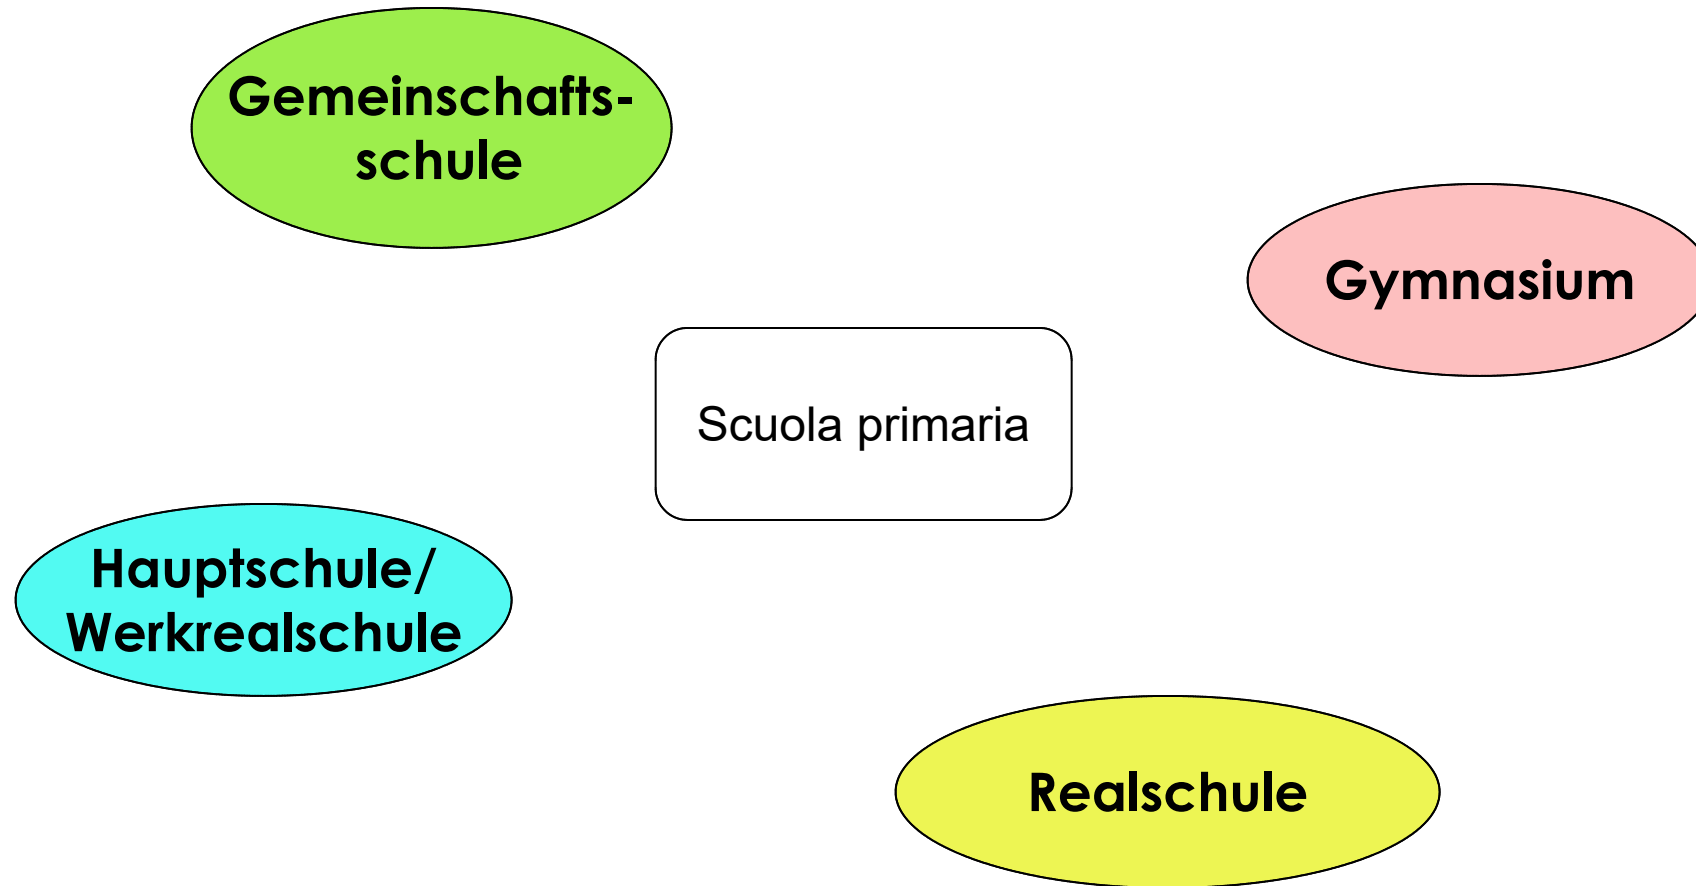 Gemeinschafts-
schule
Gymnasium
Scuola primaria
Hauptschule/
Werkrealschule
Realschule